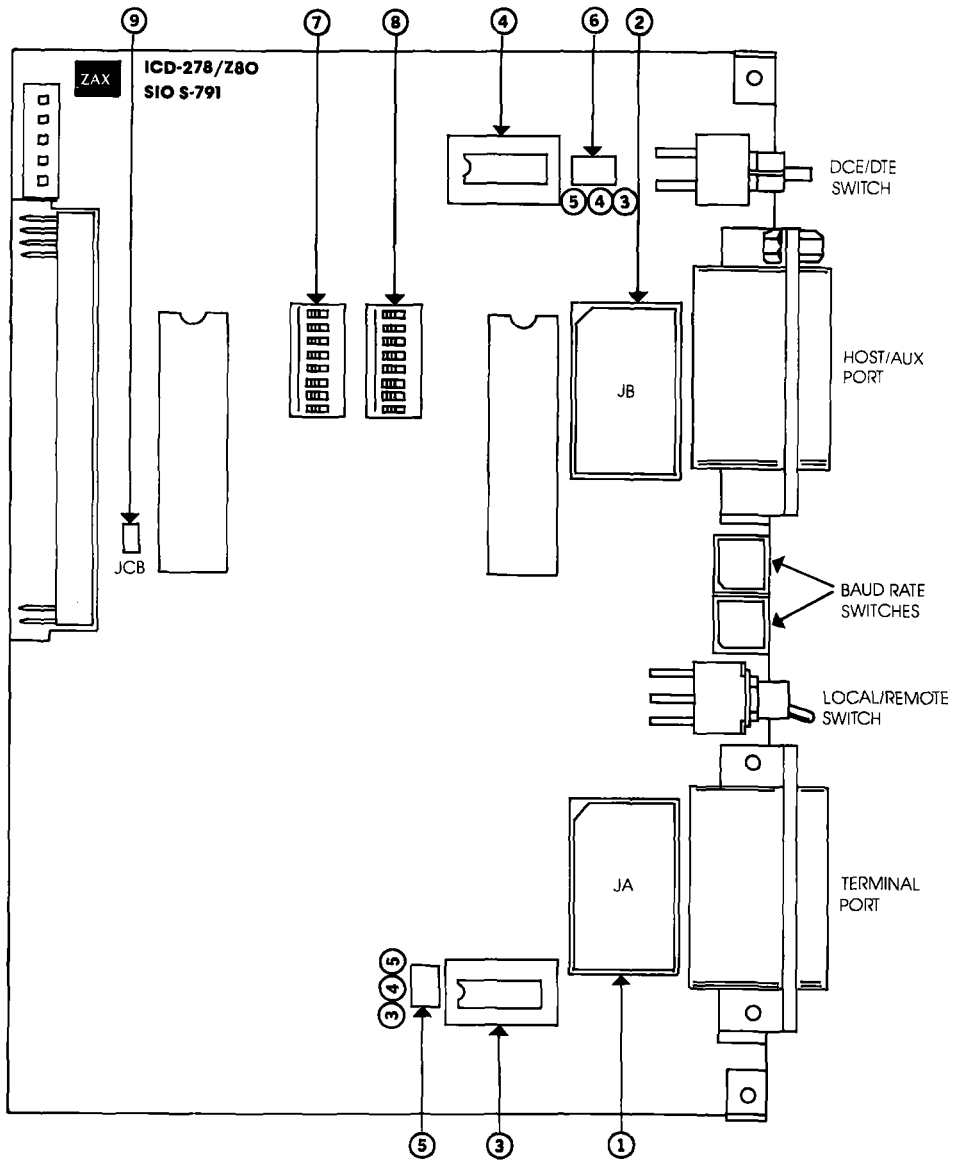 9 7 8 4 6 2
ZAX
ICD-278/Z80
SIO S-791
DCE/DTE
SWITCH
5 4 3
HOST/AUX
PORT
JB
JCB
BAUD RATE
SWITCHES
LOCAL/REMOTE
SWITCH
JA
TERMINAL
PORT
5
4
3
5 3 1